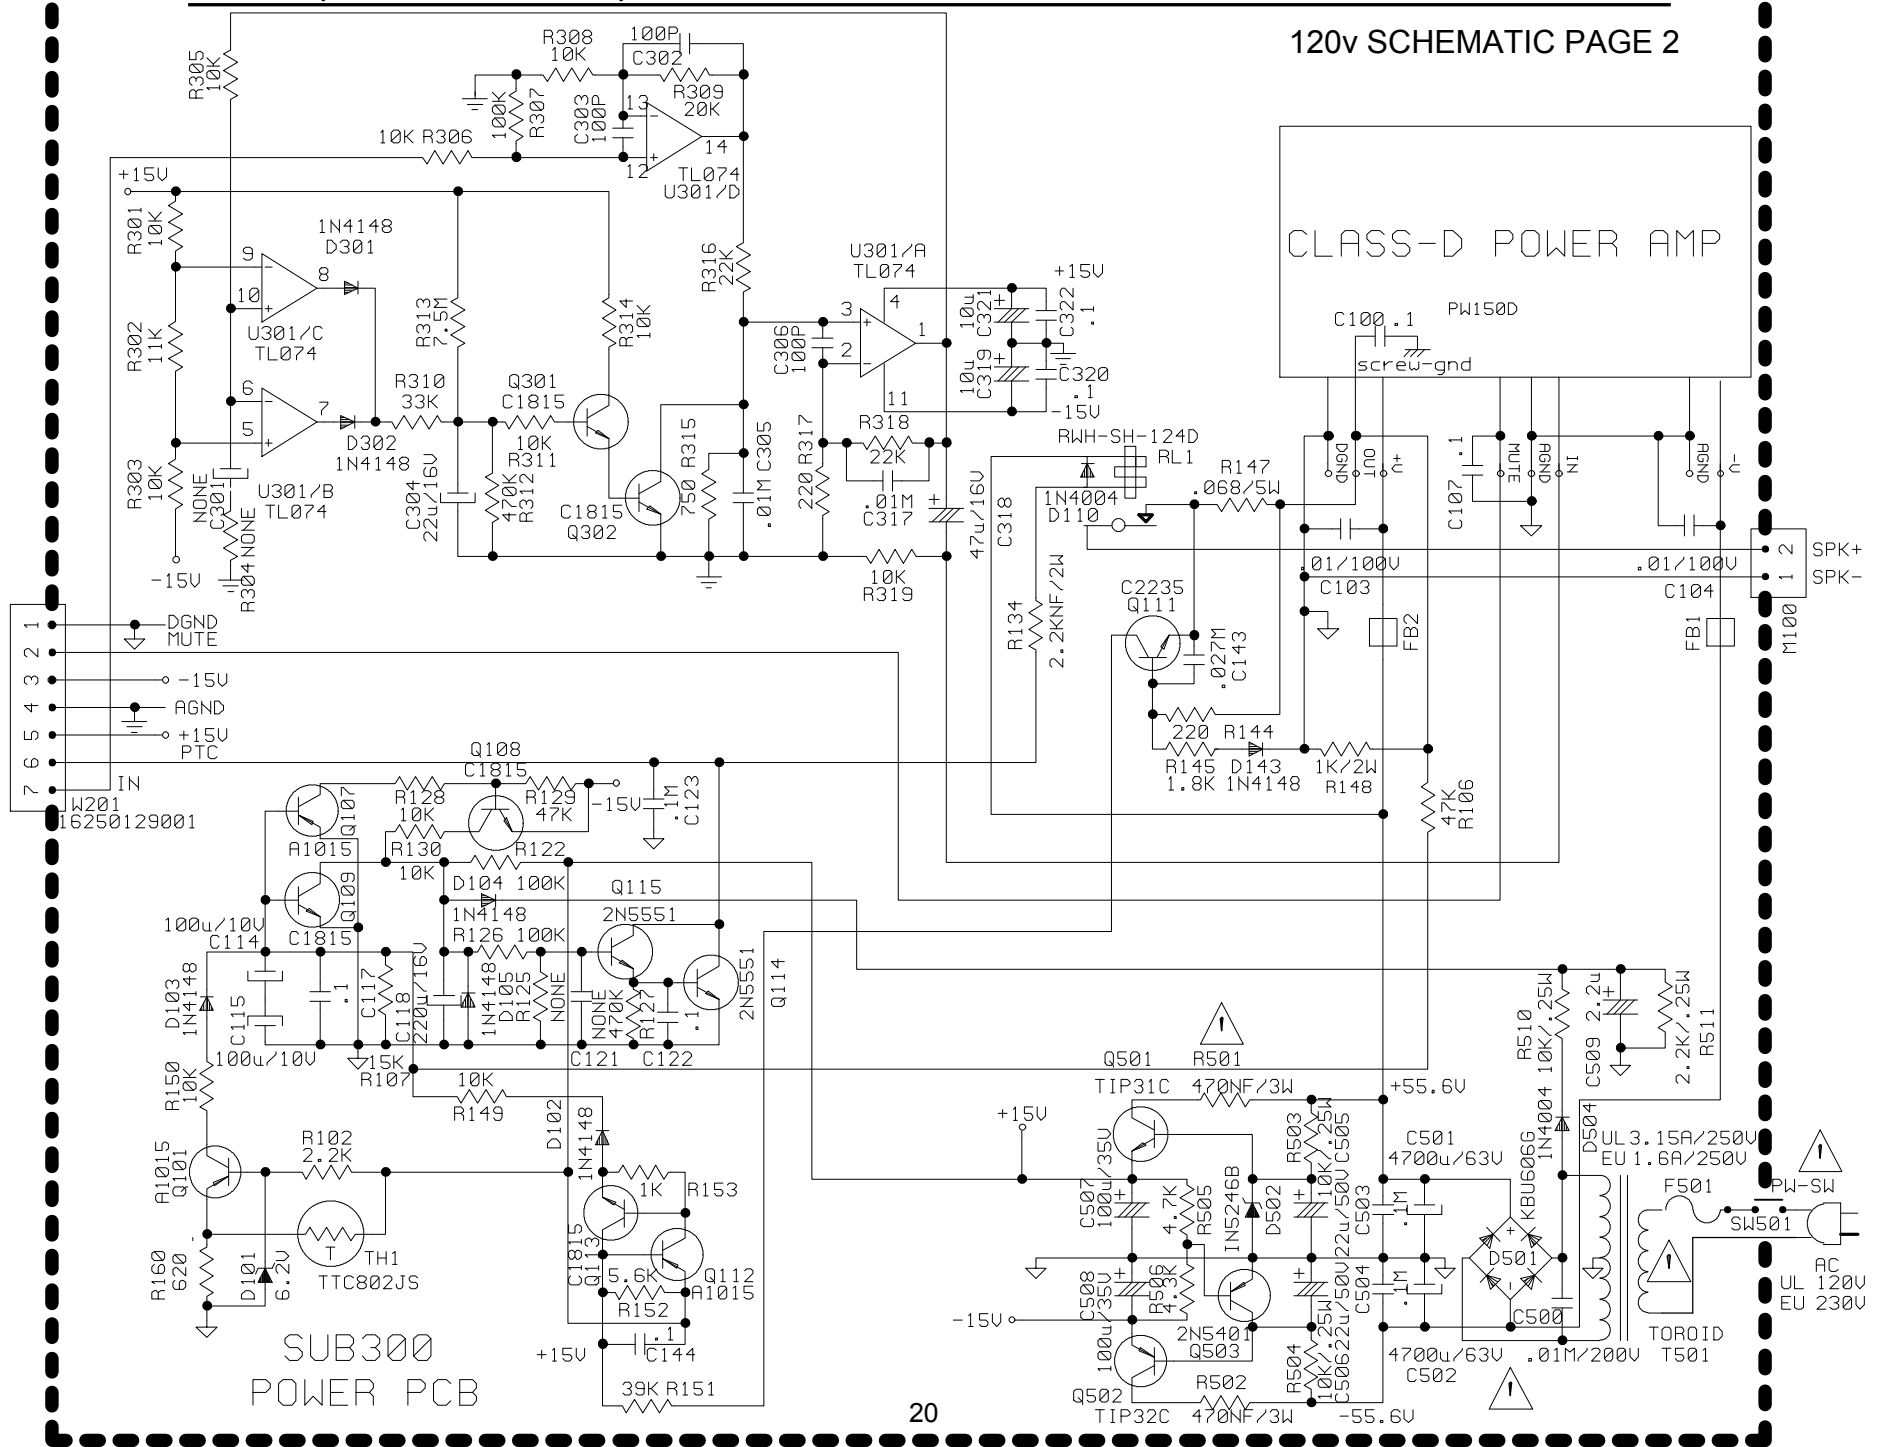 120v SCHEMATIC PAGE 2
R305
10K
R308
10K
100P
C302
R309
20K
100K
R307
C303
100P
13
12
14
TL074
U301/D
10K R306
+15V
R301
10K
1N4148
D301
9
8
10
U301/C
TL074
R302
11K
6
7
5
D302
1N4148
U301/B
TL074
R303
10K
NONE
C301
R304 NONE
-15V
R313
7.5M
R314
10K
R310
33K
Q301
C1815
10K
R311
C304
22u/16V
470K
R312
C1815
Q302
R316
22K
750 R315
.01M C305
C306
100P
U301/A
TL074
3
4
1
2
11
220 R317
R318
22K
.01M
C317
10K
R319
47u/16V
C318
+15V
10u
C321
C322
.1
10u
C319
C320
.1
-15V
CLASS-D POWER AMP
PW150D
C100 .1
screw-gnd
RWH-SH-124D
RL1
1N4004
D110
R147
.068/5W
DGND
OUT
+V
.1
C107
MUTE
AGND
IN
AGND
-V
.01/100V
C103
.01/100V
C104
2
1
SPK+
SPK-
M100
FB2
FB1
R134
2.2KNF/2W
C2235
Q111
.027M
C143
220 R144
R145
1.8K
D143
1N4148
1K/2W
R148
47K
R106
1
DGND
MUTE
2
3
-15V
4
AGND
5
+15V
PTC
6
7
IN
W201
16250129001
Q108
C1815
R128
10K
R129
47K
-15V
.1M
C123
Q107
A1015
R130
10K
R122
100K
D104
1N4148
Q109
C1815
Q115
2N5551
R126 100K
100u/10V
C114
D103
1N4148
C115
100u/10V
.1
C117
C118
220u/16V
1N4148
D105
R125
NONE
NONE
C121
470K
R127
.1
C122
2N5551
Q114
15K
R107
R150
10K
10K
R149
R102
2.2K
A1015
Q101
R160
620
D101
6.2V
T
TH1
TTC802JS
D102
1N4148
1K
R153
C1815
Q113
5.6K
R152
Q112
A1015
.1
C144
+15V
39K R151
SUB300
POWER PCB
20
!
Q501
TIP31C
R501
470NF/3W
+15V
+55.6V
C507
100u/35V
4.7K
R505
IN5246B
D502
R503
10K/.25W
C505
22u/50V
C503
.1M
C501
4700u/63V
KBU606G
D501
C508
100u/35V
R506
4.3K
2N5401
Q503
-15V
R504
10K/.25W
C506
22u/50V
C504
.1M
4700u/63V
C502
Q502
TIP32C
R502
470NF/3W
-55.6V
!
R510
10K/.25W
C509 2.2u
2.2K/.25W
R511
1N4004
D504
UL 3.15A/250V
EU 1.6A/250V
F501
PW-SW
SW501
!
!
C500
.01M/200V
TOROID
T501
AC
UL 120V
EU 230V